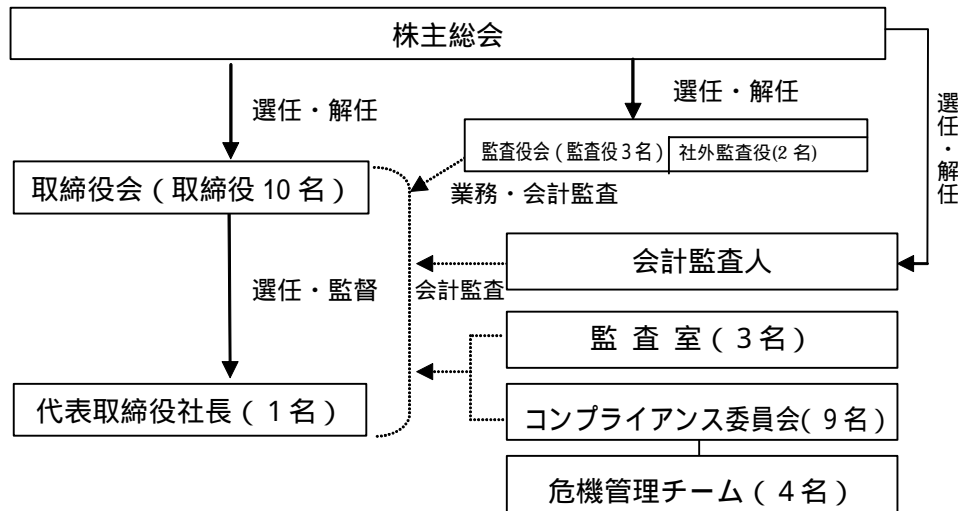 株主総会
選任・解任
選任・解任
選任・解任
監査役会（監査役3名）
社外監査役(2名)
取締役会（取締役10名）
業務・会計監査
会計監査人
選任・監督
会計監査
監 査 室（3名）
代表取締役社長（1名）
コンプライアンス委員会(9名)
危機管理チーム（4名）